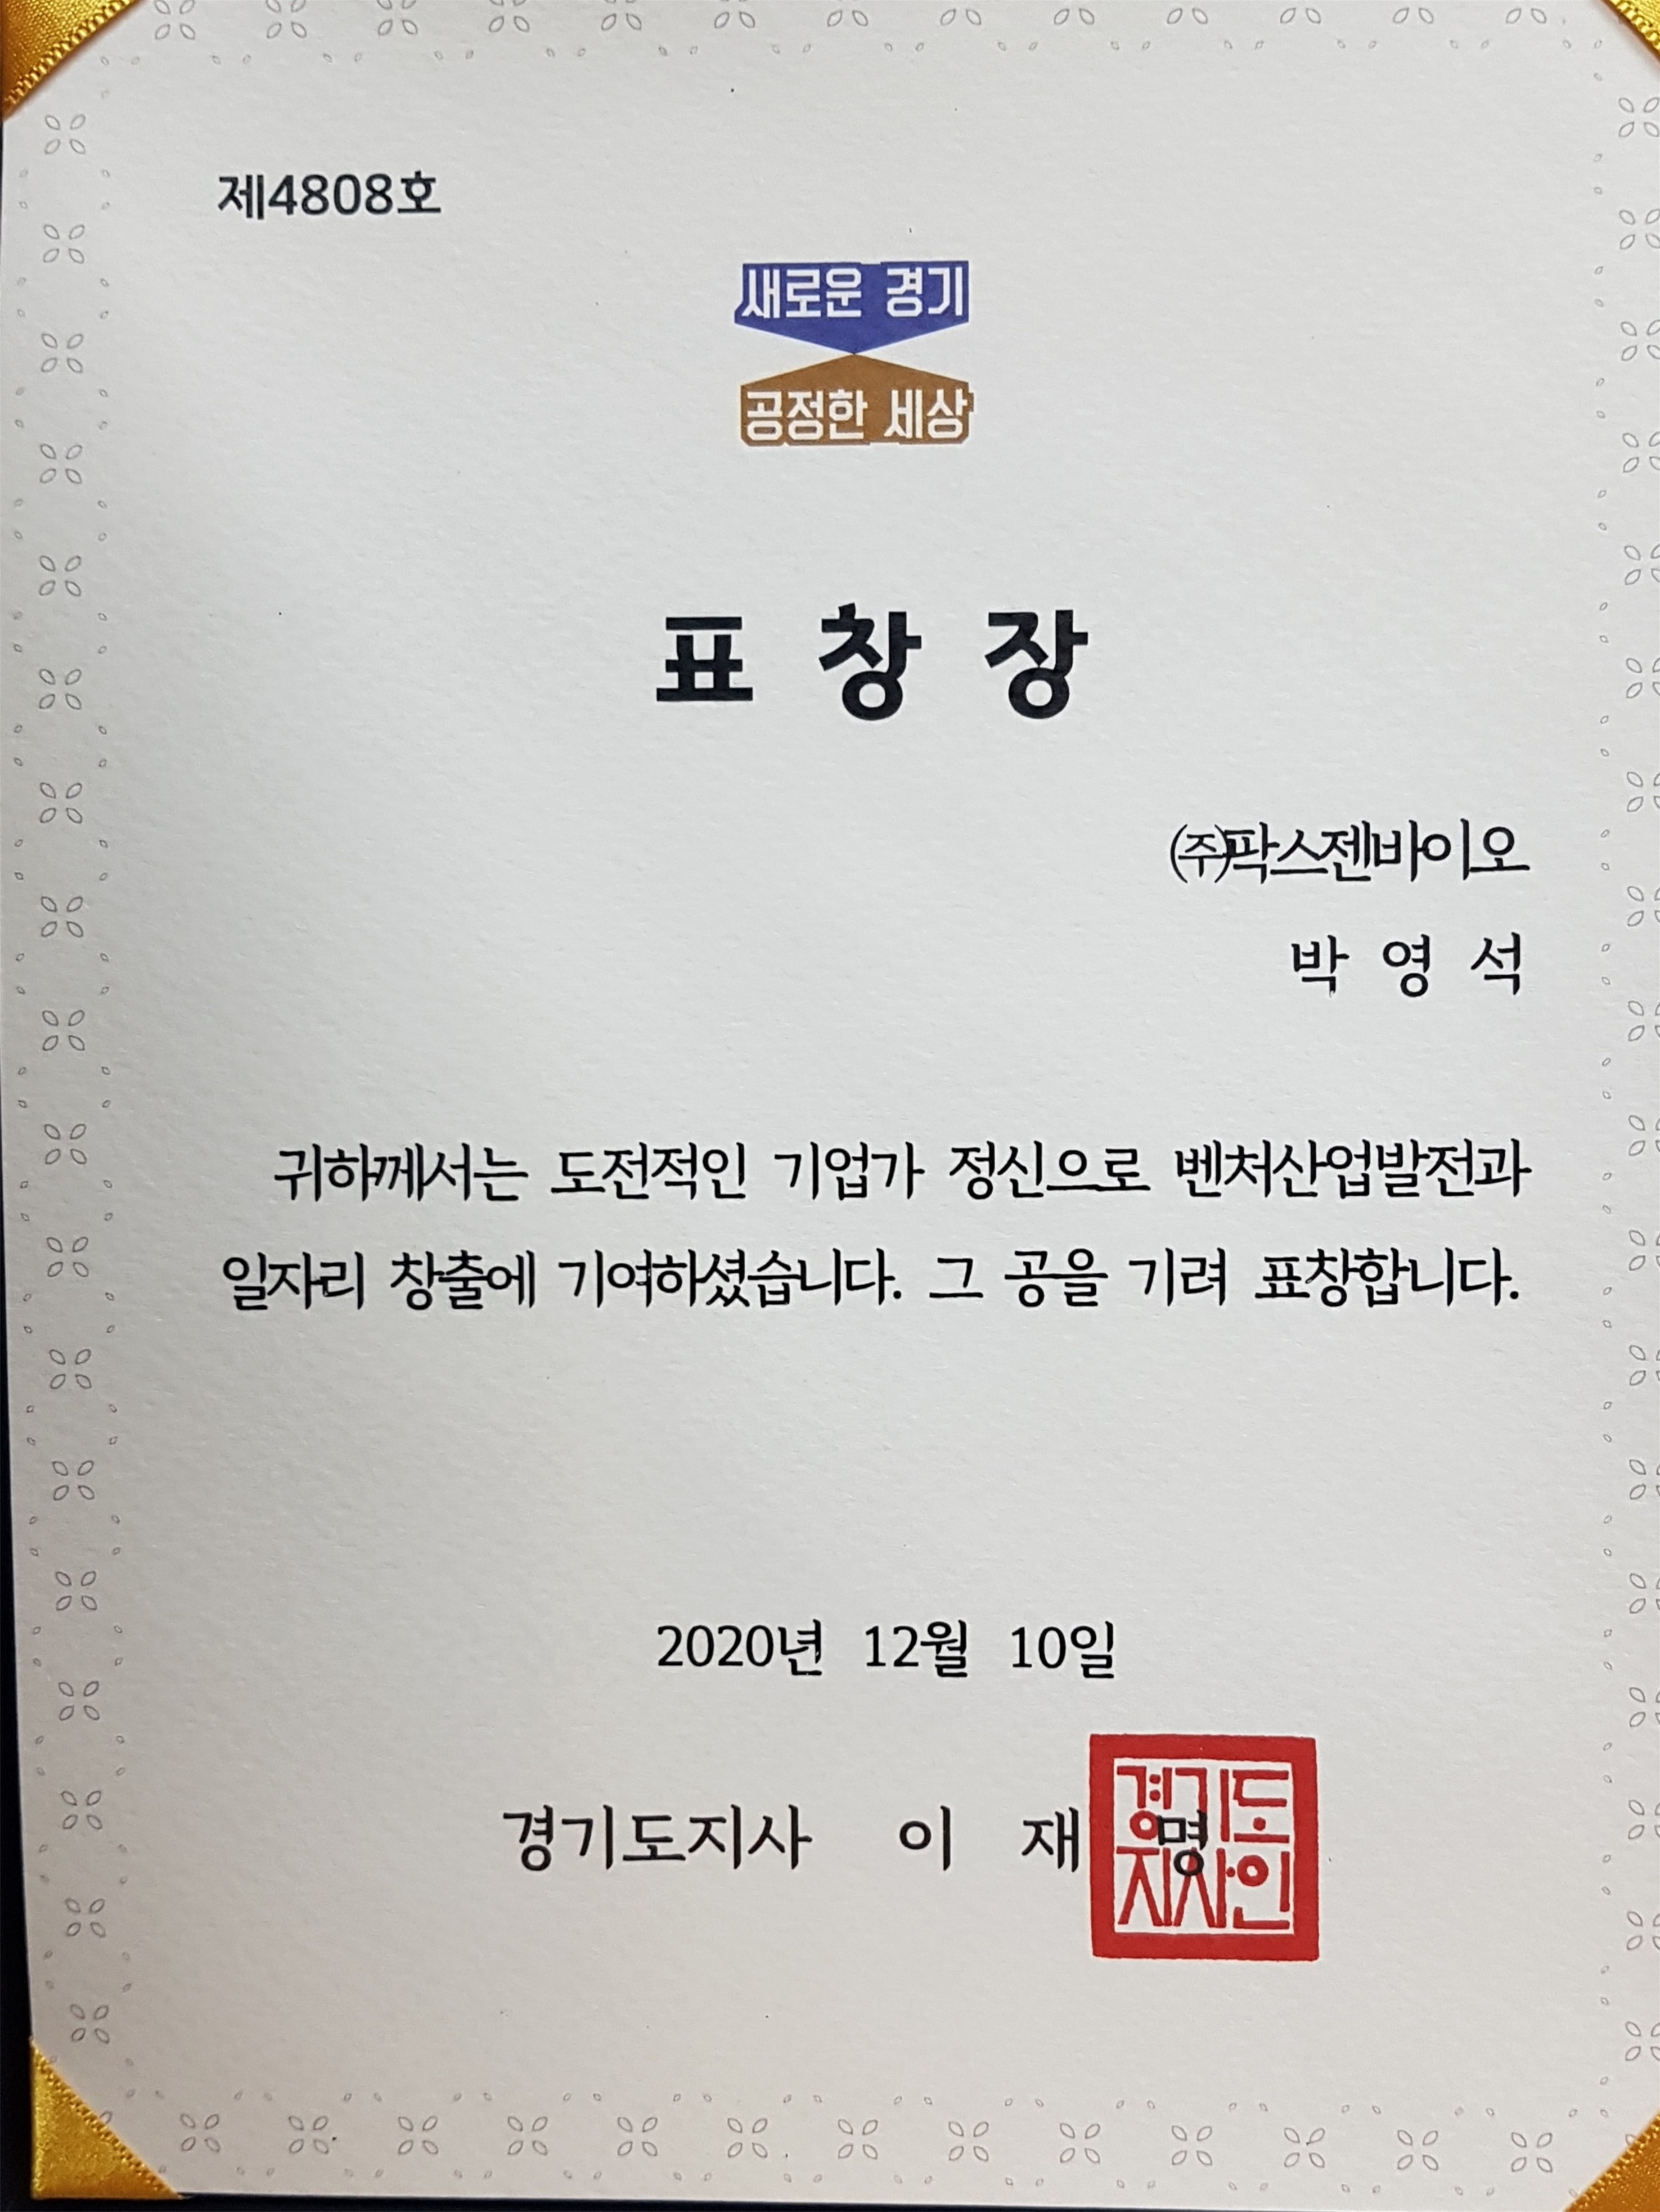 제4808호
새로운 경기
공정한 세상
표 창 장
㈜팍스젠바이오
박 영 석
귀하께서는 도전적인 기업가 정신으로 벤처산업발전과
일자리 창출에 기여하셨습니다. 그 공을 기려 표창합니다.
2020년 12월 10일
경기도지사 이 재 명
경기도
지사인